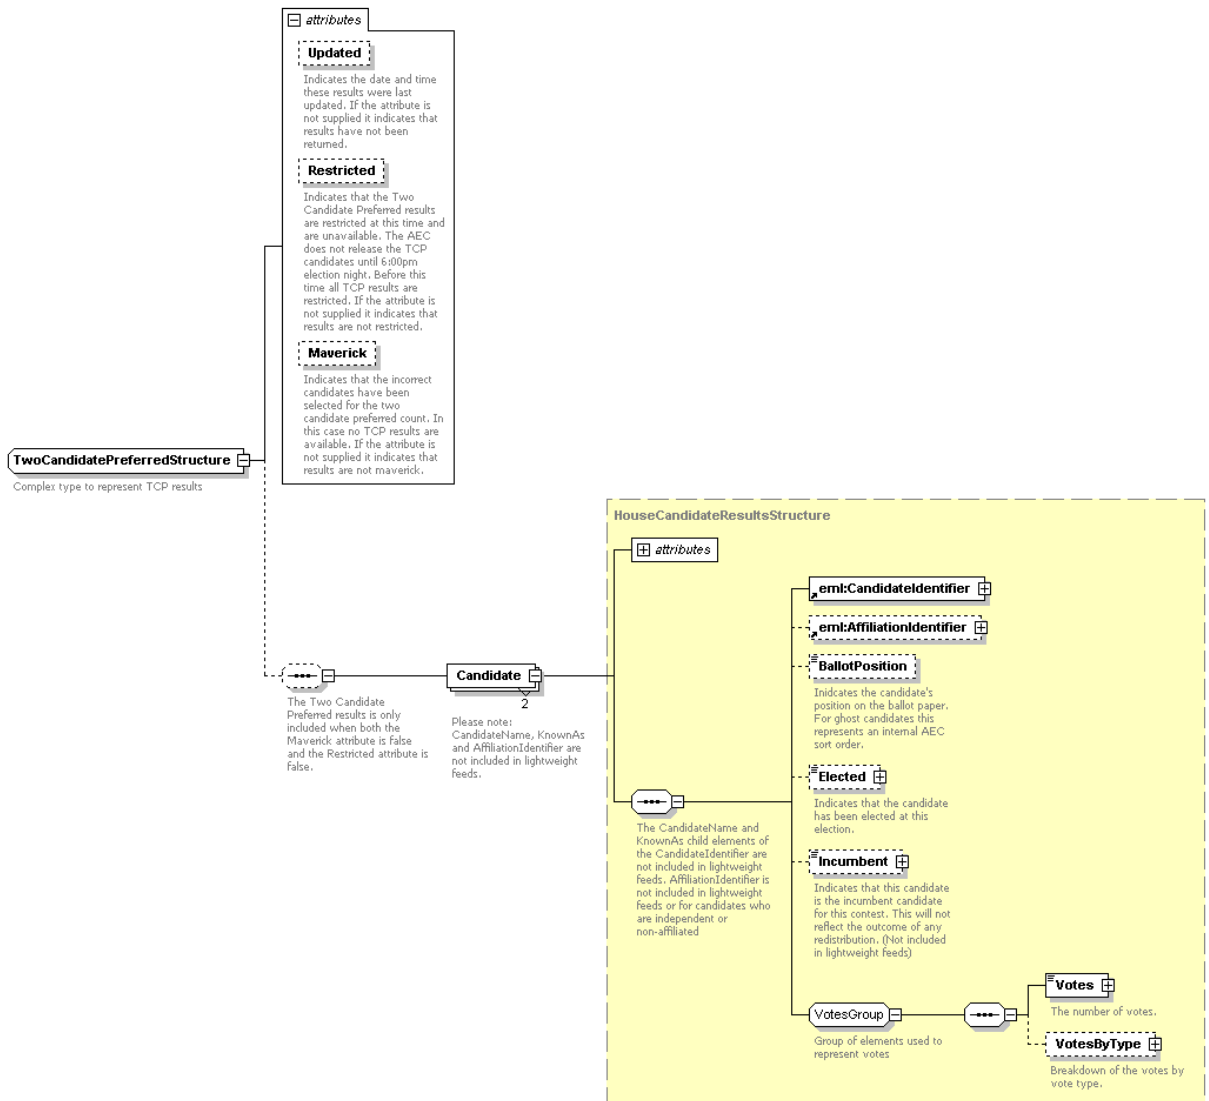 attributes
Updated
Indicates the date and time
these results were last
updated. If the attribute is
not supplied it indicates that
results have not been
returned.
Restricted
Indicates that the Two
Candidate Preferred results
are restricted at this time and
are unavailable. The AEC
does not release the TCP
candidates until 6:00pm
election night. Before this
time all TCP results are
restricted. If the attribute is
not supplied it indicates that
results are not restricted.
Maverick
Indicates that the incorrect
candidates have been
selected for the two
candidate preferred count. In
this case no TCP results are
available. If the attribute is
not supplied it indicates that
results are not maverick.
TwoCandidatePreferredStructure
Complex type to represent TCP results
The Two Candidate
Preferred results is only
included when both the
Maverick attribute is false
and the Restricted attribute is
false.
Candidate
2
Please note:
CandidateName, KnownAs
and AffiliationIdentifier are
not included in lightweight
feeds.
HouseCandidateResultsStructure
attributes
The CandidateName and
KnownAs child elements of
the CandidateIdentifier are
not included in lightweight
feeds. AffiliationIdentifier is
not included in lightweight
feeds or for candidates who
are independent or
non-affiliated
eml:CandidateIdentifier
eml:AffiliationIdentifier
BallotPosition
Inidcates the candidate's
position on the ballot paper.
For ghost candidates this
represents an internal AEC
sort order.
Elected
Indicates that the candidate
has been elected at this
election.
Incumbent
Indicates that this candidate
is the incumbent candidate
for this contest. This will not
reflect the outcome of any
redistribution. (Not included
in lightweight feeds)
VotesGroup
Group of elements used to
represent votes
Votes
The number of votes.
VotesByType
Breakdown of the votes by
vote type.